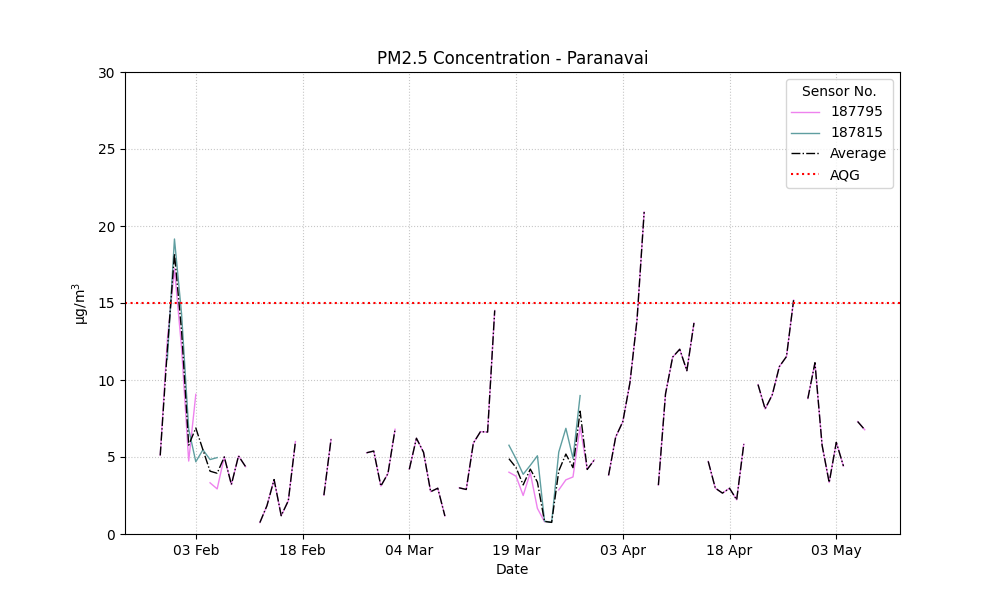 PM2.5 Concentration - Paranavai
30
25
20
15
10
5
0
µg/m³
Sensor No.
187795
187815
Average
AQG
03 Feb
18 Feb
04 Mar
19 Mar
03 Apr
18 Apr
03 May
Date